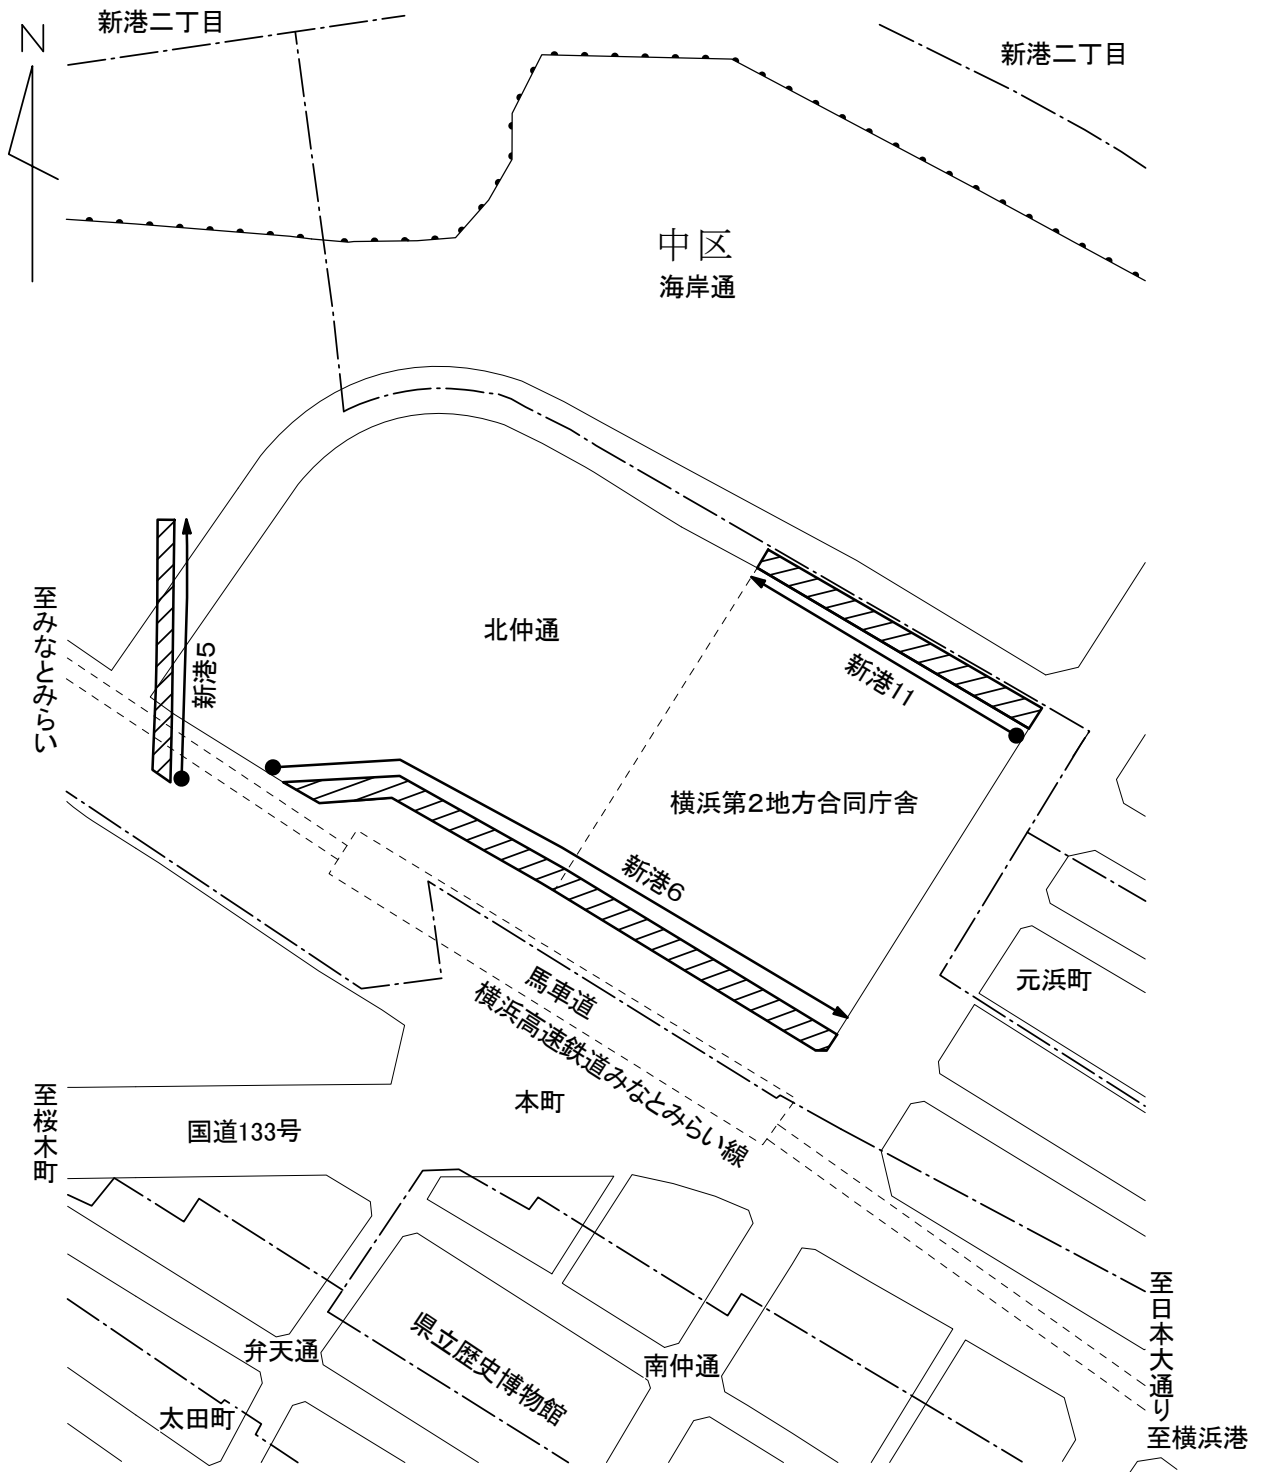 新港二丁目
N
新港二丁目
中区
海岸通
至みなとみらい
新港5
北仲通
新港11
横浜第2地方合同庁舎
新港6
元浜町
馬車道
横浜高速鉄道みなとみらい線
本町
至桜木町
国道133号
至日本大通り
弁天通
県立歴史博物館
南仲通
太田町
至横浜港